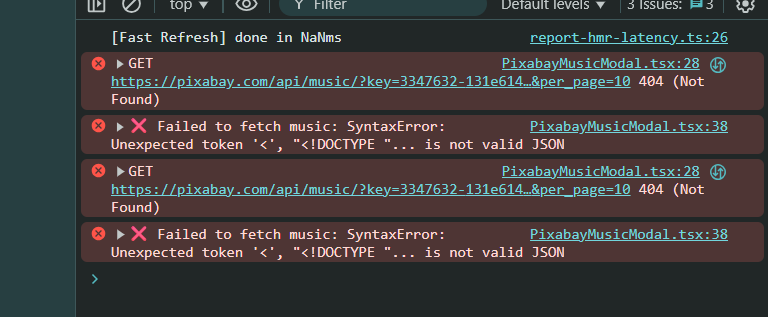 top ▼ Filter Default levels ▼ 3 Issues: 3
[Fast Refresh] done in NaNms report-hmr-latency.ts:26
▶GET PixabayMusicModal.tsx:28
https://pixabay.com/api/music/?key=3347632-131e614…&per_page=10 404 (Not
Found)
▶❌ Failed to fetch music: SyntaxError: PixabayMusicModal.tsx:38
Unexpected token '<', "<!DOCTYPE "... is not valid JSON
▶GET PixabayMusicModal.tsx:28
https://pixabay.com/api/music/?key=3347632-131e614…&per_page=10 404 (Not
Found)
▶❌ Failed to fetch music: SyntaxError: PixabayMusicModal.tsx:38
Unexpected token '<', "<!DOCTYPE "... is not valid JSON
>